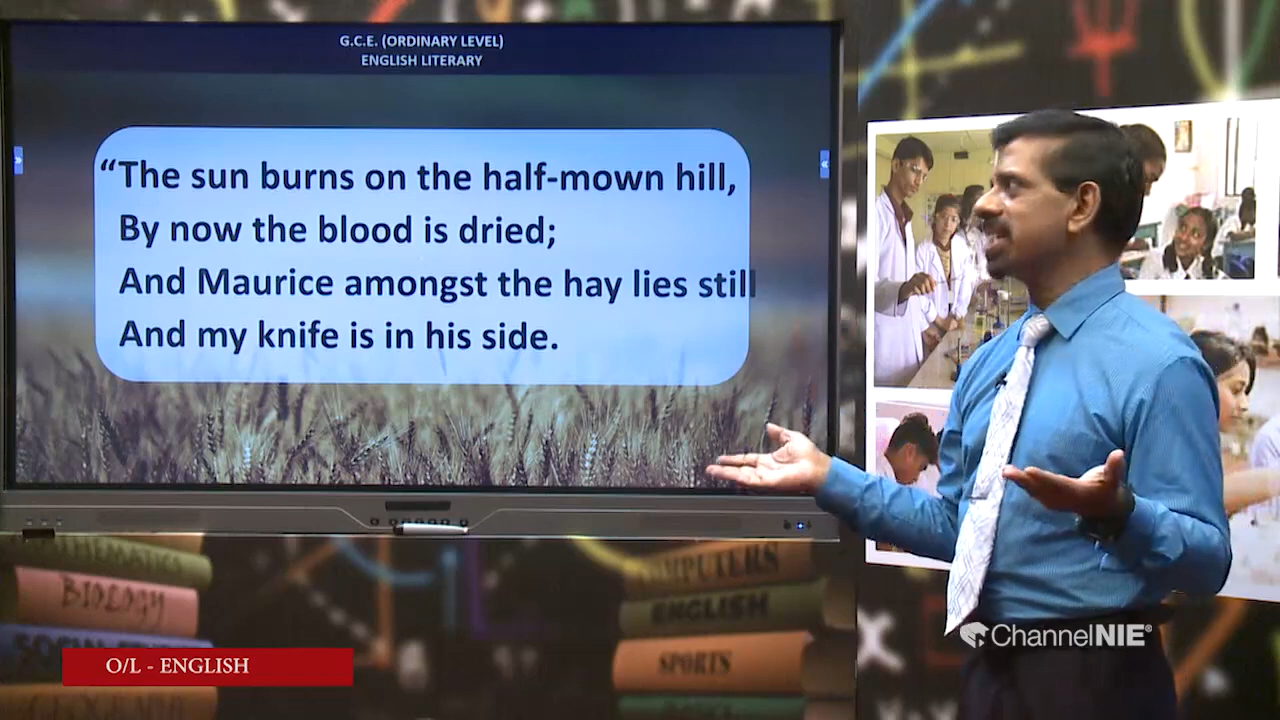 G.C.E. (ORDINARY LEVEL)
ENGLISH LITERARY
“The sun burns on the half-mown hill,
By now the blood is dried;
And Maurice amongst the hay lies still
And my knife is in his side.
MATHEMATICS
BIOLOGY
COMPUTERS
ENGLISH
SPORTS
O/L - ENGLISH
ChannelNIE®